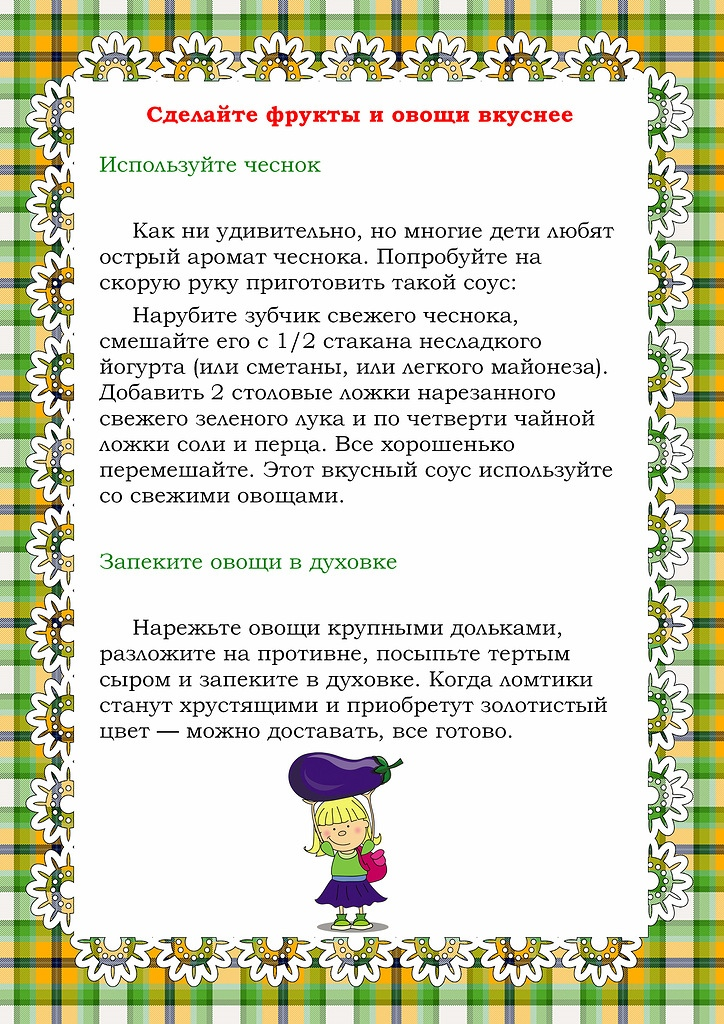 Сделайте фрукты и овощи вкуснее
Используйте чеснок
Как ни удивительно, но многие дети любят
острый аромат чеснока. Попробуйте на
скорую руку приготовить такой соус:
Нарубите зубчик свежего чеснока,
смешайте его с 1/2 стакана несладкого
йогурта (или сметаны, или легкого майонеза).
Добавить 2 столовые ложки нарезанного
свежего зеленого лука и по четверти чайной
ложки соли и перца. Все хорошенько
перемешайте. Этот вкусный соус используйте
со свежими овощами.
Запеките овощи в духовке
Нарежьте овощи крупными дольками,
разложите на противне, посыпьте тертым
сыром и запеките в духовке. Когда ломтики
станут хрустящими и приобретут золотистый
цвет — можно доставать, все готово.